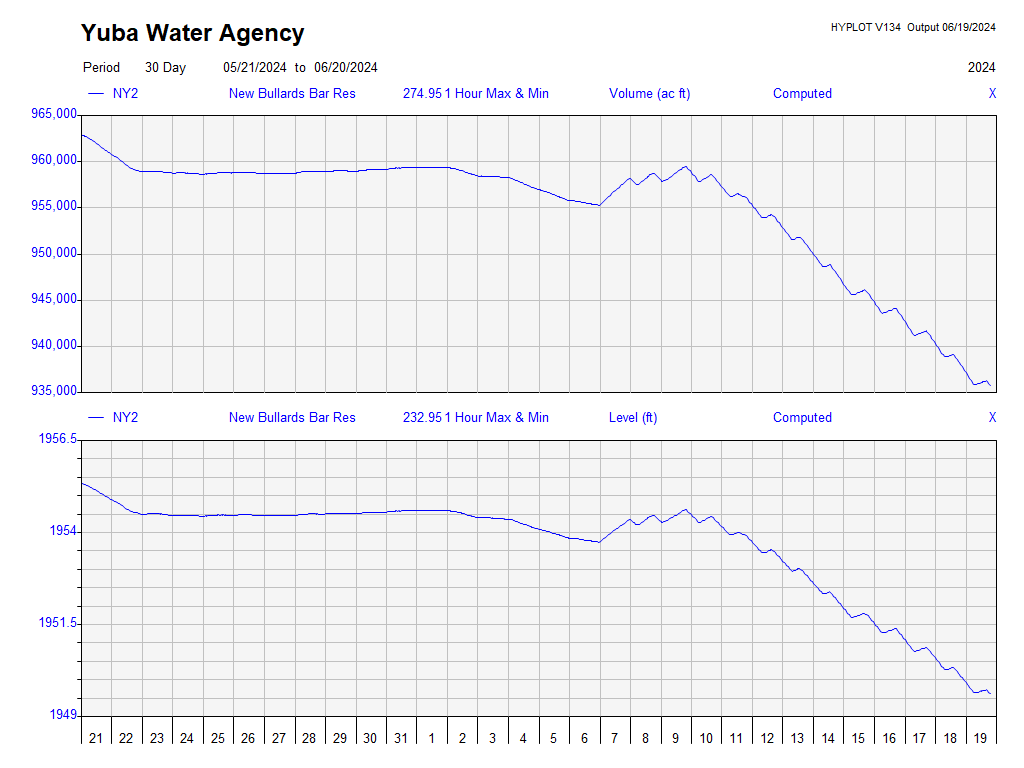 Yuba Water Agency
HYPLOT V134 Output 06/19/2024
Period 30 Day 05/21/2024 to 06/20/2024 2024
NY2 New Bullards Bar Res 274.95 1 Hour Max & Min Volume (ac ft) Computed X
965,000
960,000
955,000
950,000
945,000
940,000
935,000
NY2 New Bullards Bar Res 232.95 1 Hour Max & Min Level (ft) Computed X
1956.5
1954
1951.5
1949
21 22 23 24 25 26 27 28 29 30 31 1 2 3 4 5 6 7 8 9 10 11 12 13 14 15 16 17 18 19